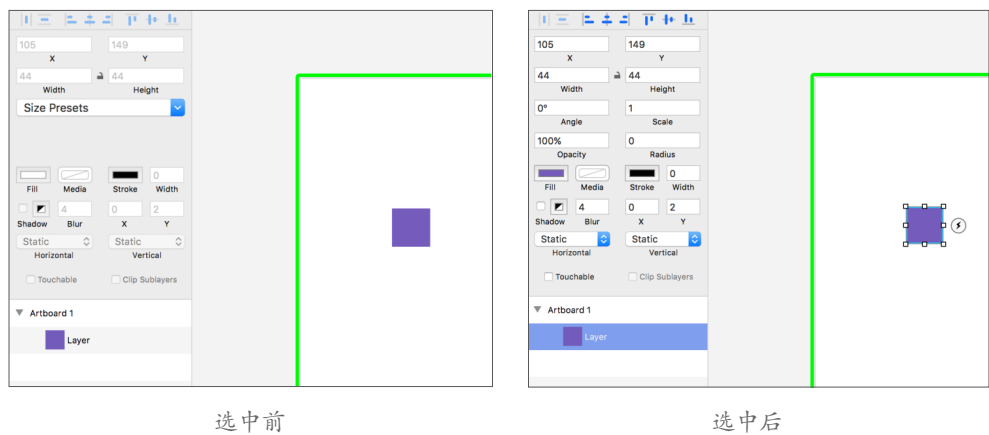 105 149
X Y
44 44
Width Height
Size Presets
0
Fill Media Stroke Width
4 0 2
Shadow Blur X Y
Static Static
Horizontal Vertical
Touchable Clip Sublayers
Artboard 1
Layer
选中前
105 149
X Y
44 44
Width Height
0° 1
Angle Scale
100% 0
Opacity Radius
0
Fill Media Stroke Width
4 0 2
Shadow Blur X Y
Static Static
Horizontal Vertical
Touchable Clip Sublayers
Artboard 1
Layer
选中后